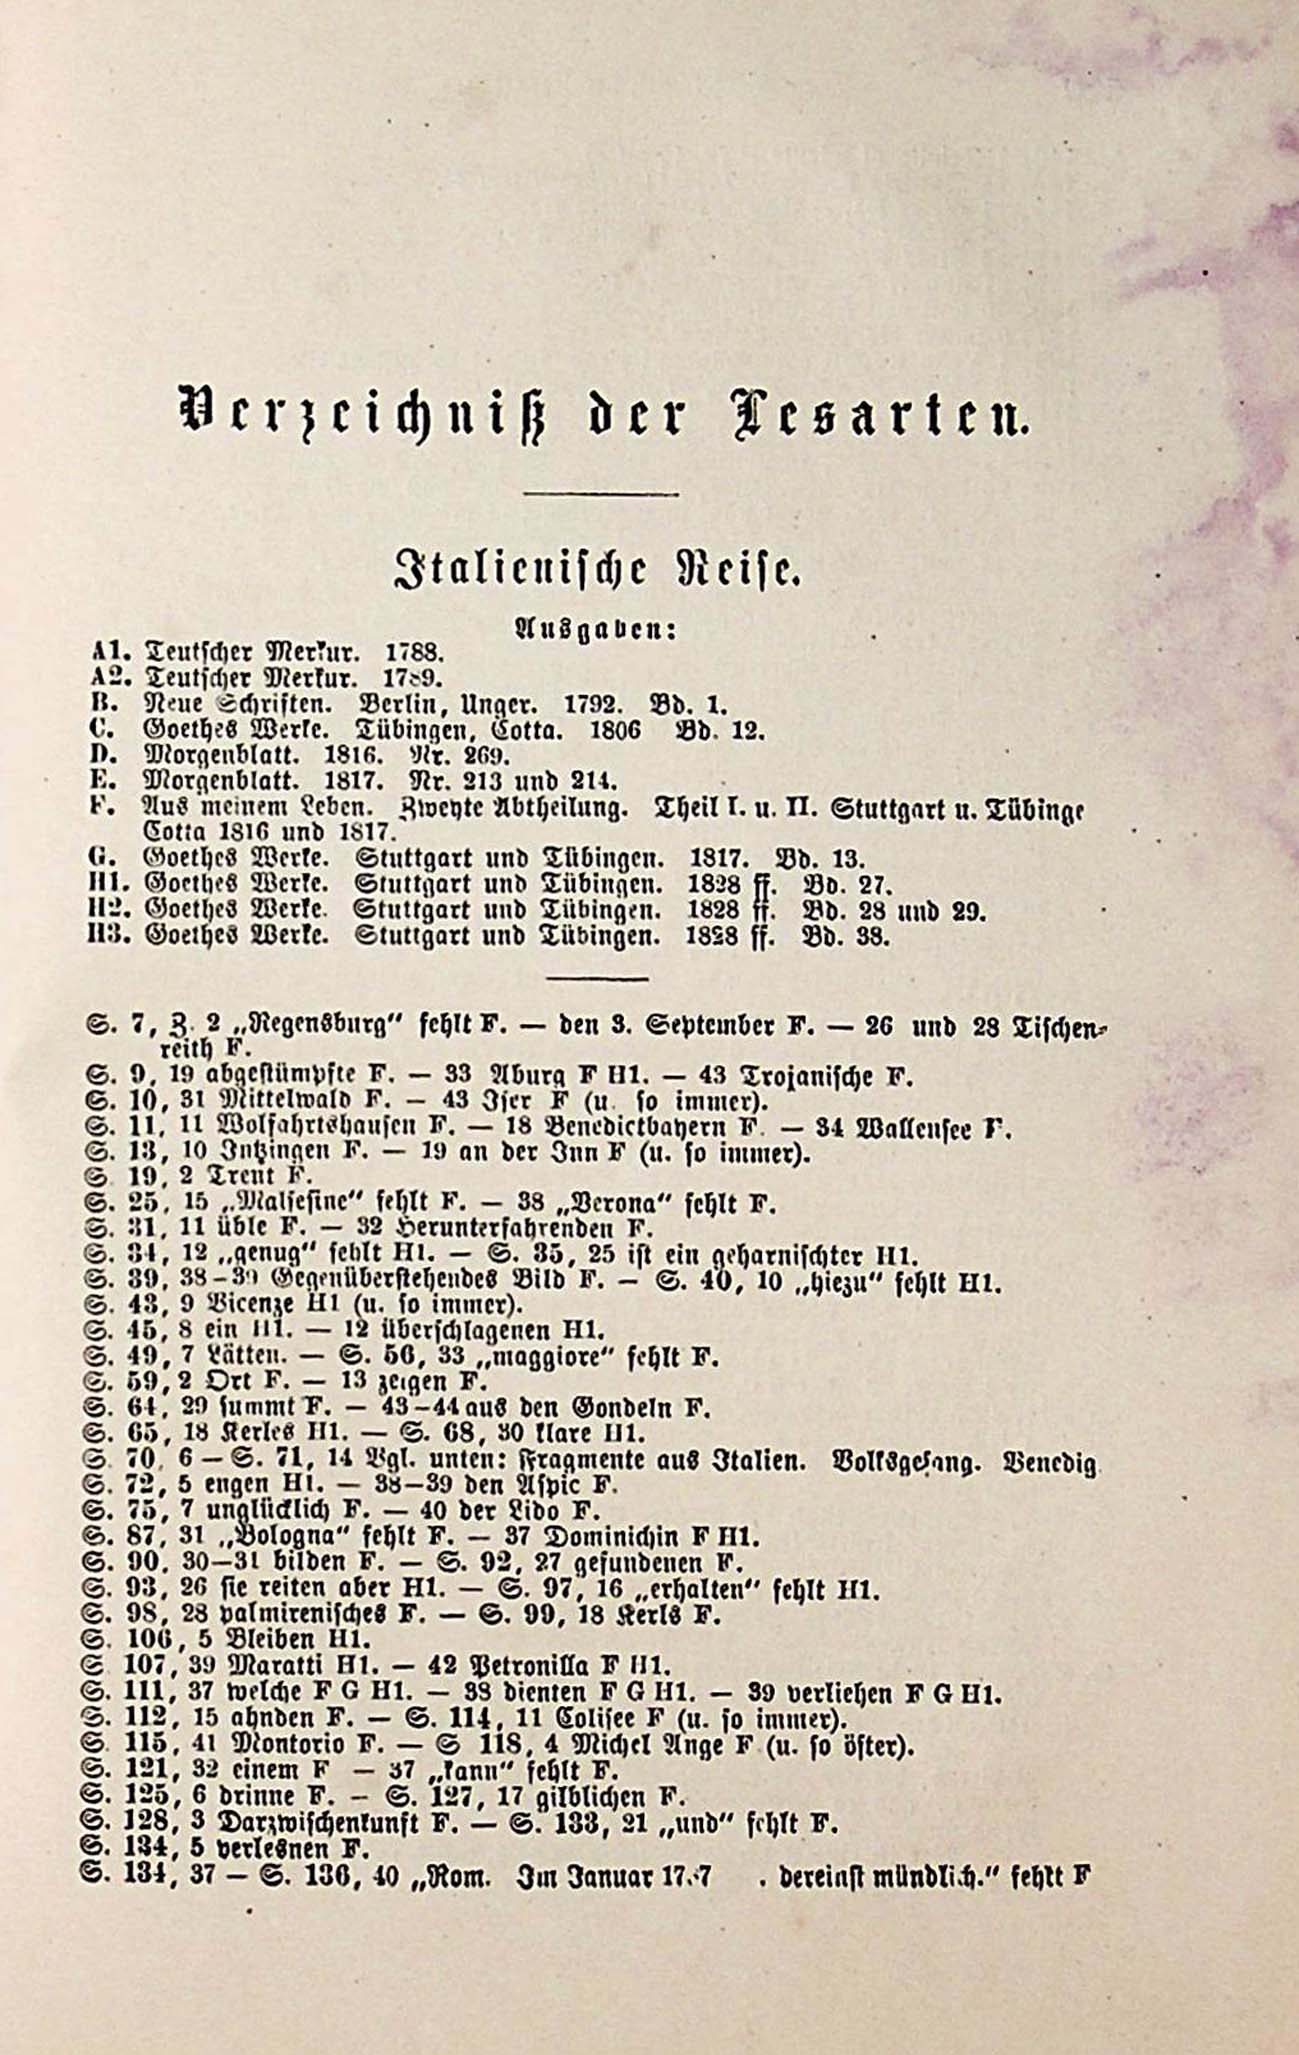 Verzeichniß der Lesarten.
Italienische Reise.
Ausgaben:
A1. Teutscher Merkur. 1788.
A2. Teutscher Merkur. 1789.
B. Neue Schriften. Berlin, Unger. 1792. Bd. 1.
C. Goethes Werke. Tübingen, Cotta. 1806 Bd. 12.
D. Morgenblatt. 1816. Nr. 269.
E. Morgenblatt. 1817. Nr. 213 und 214.
F. Aus meinem Leben. Zweyte Abtheilung. Theil I. u. II. Stuttgart u. Tübinge
Cotta 1816 und 1817.
G. Goethes Werke. Stuttgart und Tübingen. 1817. Bd. 13.
H1. Goethes Werke. Stuttgart und Tübingen. 1828 ff. Bd. 27.
H2. Goethes Werke. Stuttgart und Tübingen. 1828 ff. Bd. 28 und 29.
H3. Goethes Werke. Stuttgart und Tübingen. 1828 ff. Bd. 38.
S. 7, Z. 2 „Regensburg“ fehlt F. — den 3. September F. — 26 und 28 Tischen-
reith F.
S. 9, 19 abgestümpfte F. — 33 Aburg F H1. — 43 Trojanische F.
S. 10, 31 Mittelwald F. — 43 Iser F (u. so immer).
S. 11, 11 Wolfahrtshausen F. — 18 Benedictbayern F. — 34 Wallensee F.
S. 13, 10 Intzingen F. — 19 an der Inn F (u. so immer).
S. 19, 2 Trent F.
S. 25, 15 „Malsesine“ fehlt F. — 38 „Verona“ fehlt F.
S. 31, 11 üble F. — 32 Herunterfahrenden F.
S. 34, 12 „genug“ fehlt H1. — S. 35, 25 ist ein geharnischter H1.
S. 39, 38–39 Gegenüberstehendes Bild F. — S. 40, 10 „hiezu“ fehlt H1.
S. 43, 9 Vicenze H1 (u. so immer).
S. 45, 8 ein H1. — 12 überschlagenen H1.
S. 49, 7 Lätten. — S. 56, 33 „maggiore“ fehlt F.
S. 59, 2 Ort F. — 13 zeigen F.
S. 64, 29 summt F. — 43–44 aus den Gondeln F.
S. 65, 18 Kerles H1. — S. 68, 30 klare H1.
S. 70, 6 — S. 71, 14 Vgl. unten: Fragmente aus Italien. Volksgesang. Venedig
S. 72, 5 engen H1. — 38–39 den Aspic F.
S. 75, 7 unglücklich F. — 40 der Lido F.
S. 87, 31 „Bologna“ fehlt F. — 37 Dominichin F H1.
S. 90, 30–31 bilden F. — S. 92, 27 gefundenen F.
S. 93, 26 sie reiten aber H1. — S. 97, 16 „erhalten“ fehlt H1.
S. 98, 28 palmirenisches F. — S. 99, 18 Kerls F.
S. 106, 5 Bleiben H1.
S 107, 39 Maratti H1. — 42 Petronilla F H1.
S. 111, 37 welche F G H1. — 38 dienten F G H1. — 39 verliehen F G H1.
S. 112, 15 ahnden F. — S. 114, 11 Colisee F (u. so immer).
S. 115, 41 Montorio F. — S 118, 4 Michel Ange F (u. so öfter).
S. 121, 32 einem F — 37 „kann“ fehlt F.
S. 125, 6 drinne F. — S. 127, 17 gilblichen F.
S. 128, 3 Darzwischenkunft F. — S. 133, 21 „und“ fehlt F.
S. 134, 5 verlesnen F.
S. 134, 37 — S. 136, 40 „Rom. Im Januar 1787 . dereinst mündlich.“ fehlt F